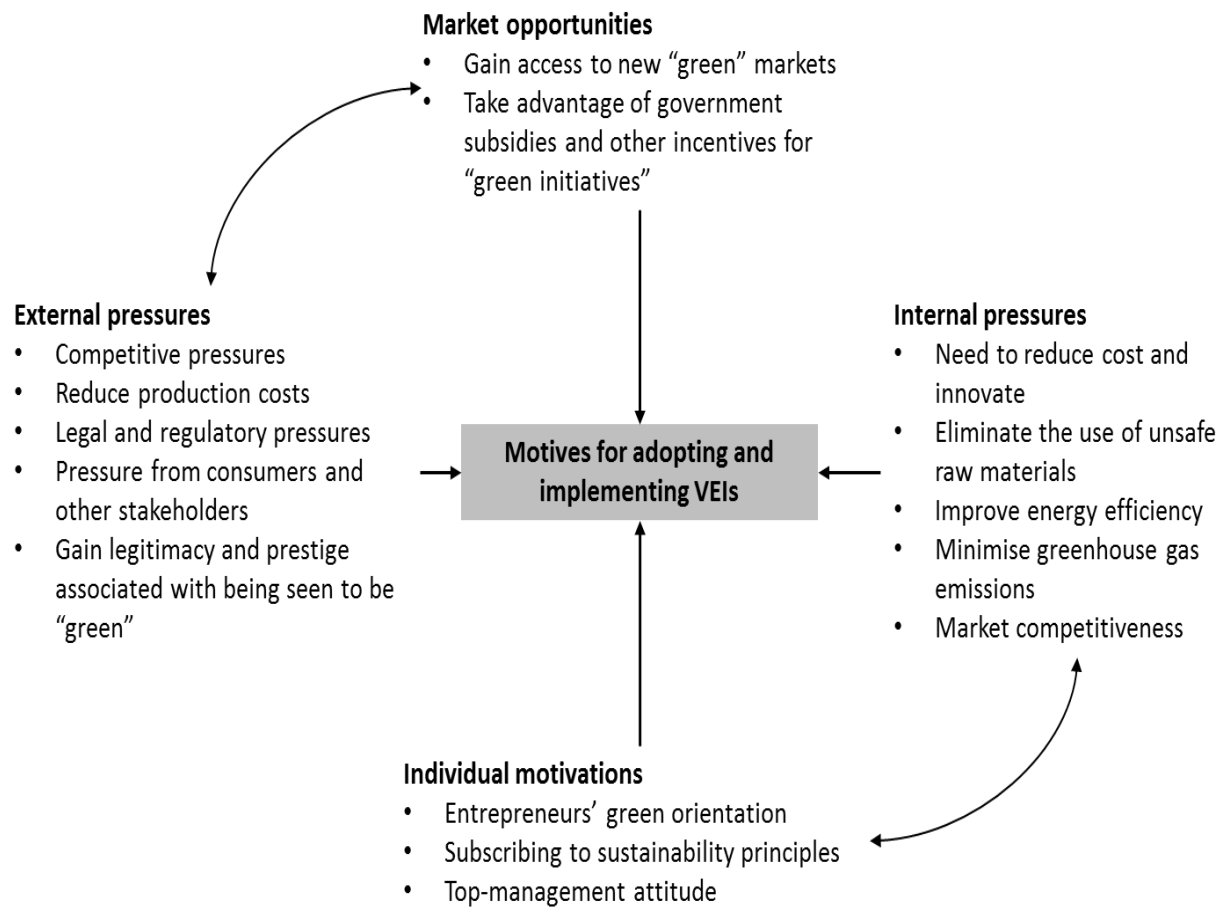 Market opportunities
• Gain access to new “green” markets
• Take advantage of government
subsidies and other incentives for
“green initiatives”
External pressures
• Competitive pressures
• Reduce production costs
• Legal and regulatory pressures
• Pressure from consumers and
other stakeholders
• Gain legitimacy and prestige
associated with being seen to be
“green”
Motives for adopting and
implementing VEIs
Internal pressures
• Need to reduce cost and
innovate
• Eliminate the use of unsafe
raw materials
• Improve energy efficiency
• Minimise greenhouse gas
emissions
• Market competitiveness
Individual motivations
• Entrepreneurs’ green orientation
• Subscribing to sustainability principles
• Top-management attitude